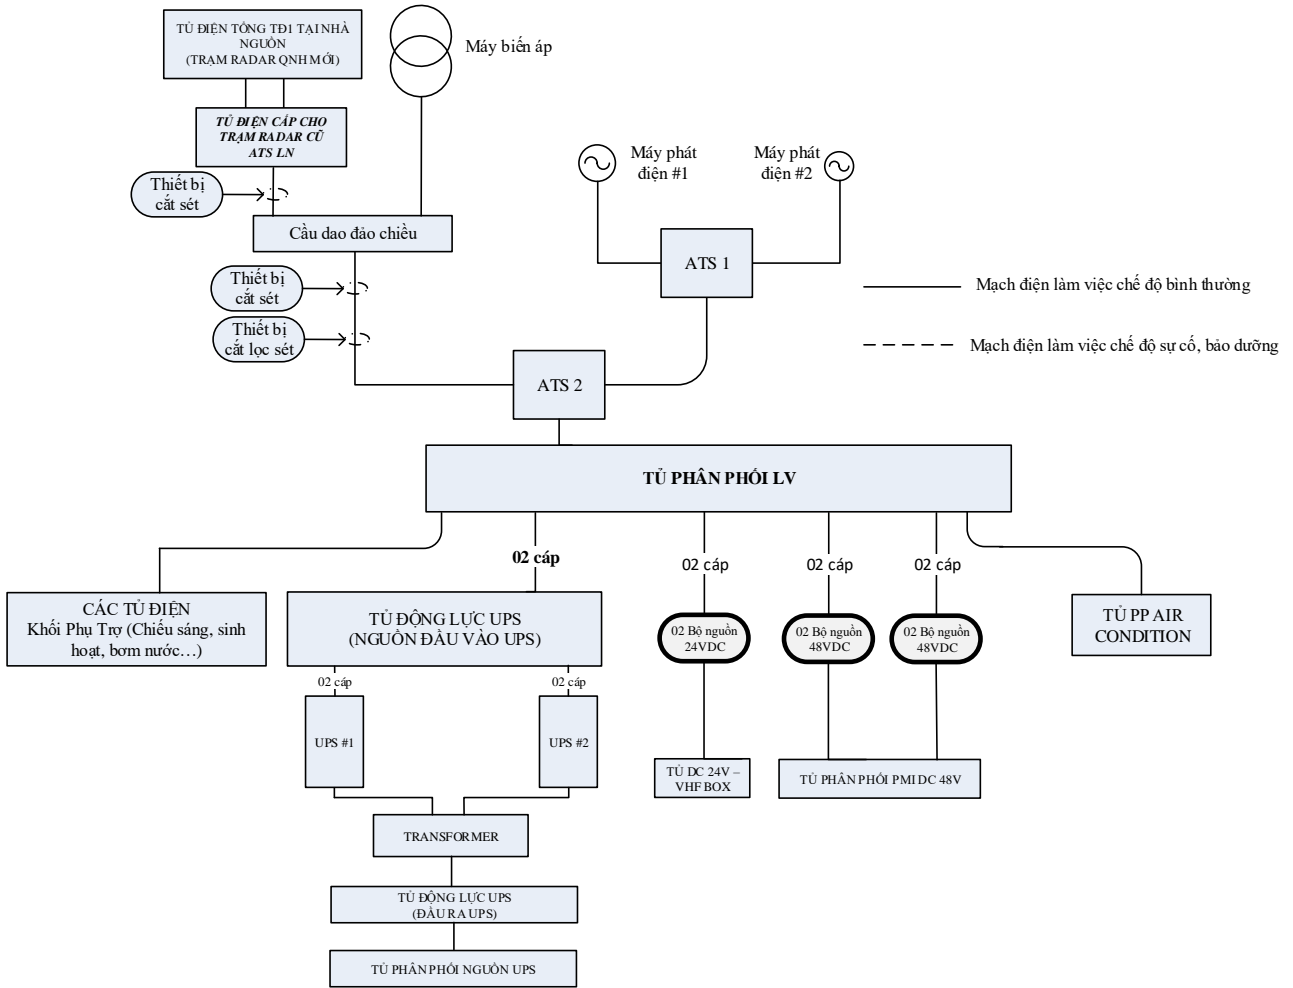 TỦ ĐIỆN TỔNG TĐ1 TẠI NHÀ
NGUỒN
(TRẠM RADAR QNH MỚI)
Máy biến áp
TỦ ĐIỆN CẤP CHO
TRẠM RADAR CŨ
ATS LN
Thiết bị
cắt sét
Cầu dao đảo chiều
Thiết bị
cắt sét
Thiết bị
cắt lọc sét
Máy phát
điện #1
Máy phát
điện #2
ATS 1
Mạch điện làm việc chế độ bình thường
Mạch điện làm việc chế độ sự cố, bảo dưỡng
ATS 2
TỦ PHÂN PHỐI LV
02 cáp
02 cáp
02 cáp
02 cáp
CÁC TỦ ĐIỆN
Khối Phụ Trợ (Chiếu sáng, sinh
hoạt, bơm nước…)
TỦ ĐỘNG LỰC UPS
(NGUỒN ĐẦU VÀO UPS)
02 Bộ nguồn
24VDC
02 Bộ nguồn
48VDC
02 Bộ nguồn
48VDC
TỦ PP AIR
CONDITION
02 cáp
02 cáp
UPS #1
UPS #2
TỦ DC 24V –
VHF BOX
TỦ PHÂN PHỐI PMI DC 48V
TRANSFORMER
TỦ ĐỘNG LỰC UPS
(ĐẦU RA UPS)
TỦ PHÂN PHỐI NGUỒN UPS